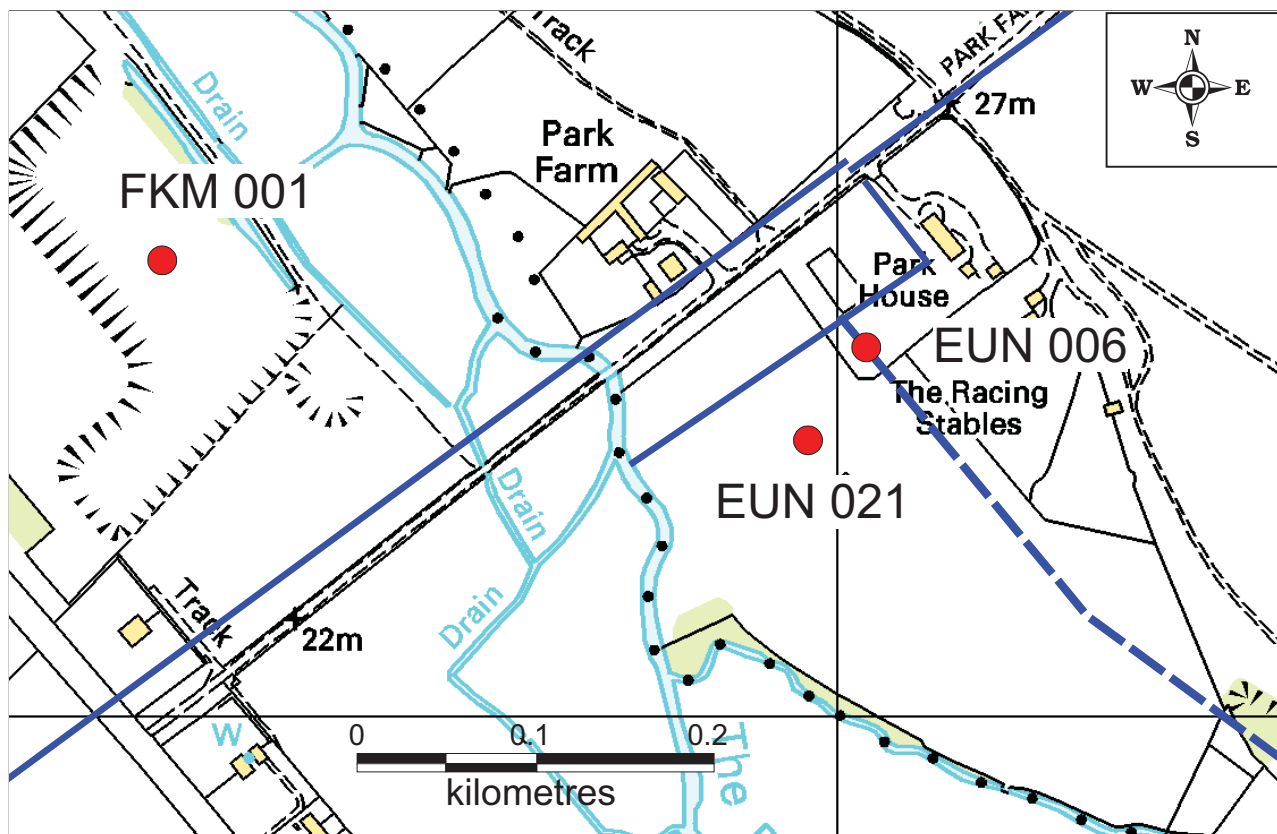 Track
PARK FA
N
W E
S
27m
Drain
Park
Farm
FKM 001
Park
House
EUN 006
The Racing
Stables
EUN 021
Drain
Drain
Track
22m
W
The
0 0.1 0.2
kilometres